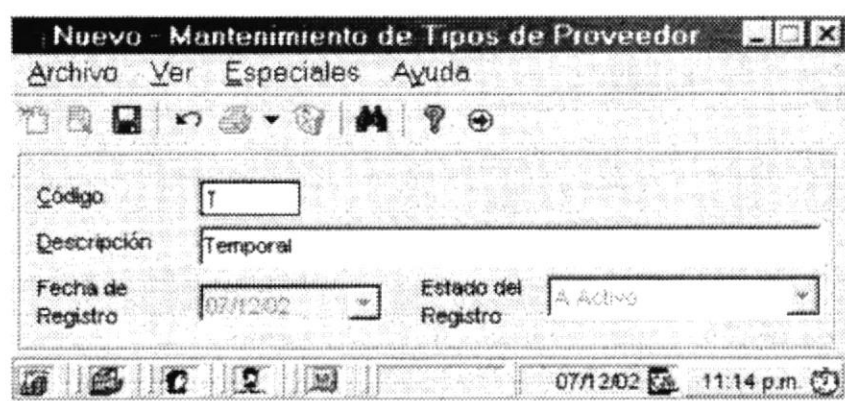 Nuevo - Mantenimiento de Tipos de Proveedor
Archivo Ver Especiales Ayuda
Código T
Descripción Temporal
Fecha de Registro 07/12/02 Estado del Registro A Activo
07/12/02 11:14 p.m.